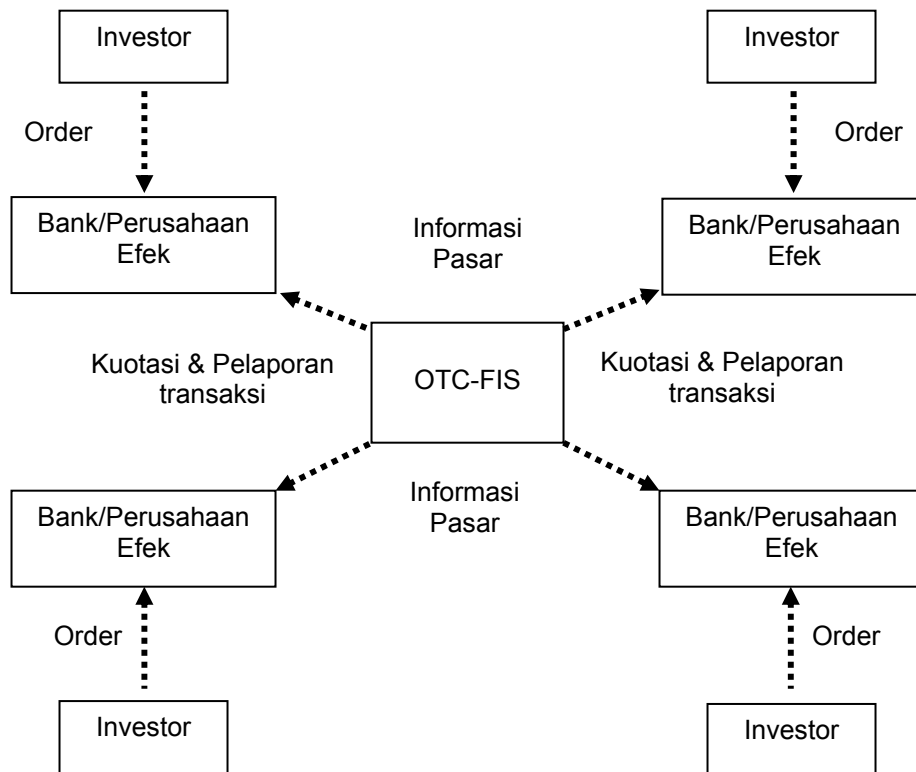 Investor
Investor
Order
Order
Bank/Perusahaan
Efek
Informasi
Pasar
Bank/Perusahaan
Efek
Kuotasi & Pelaporan
transaksi
OTC-FIS
Kuotasi & Pelaporan
transaksi
Bank/Perusahaan
Efek
Informasi
Pasar
Bank/Perusahaan
Efek
Order
Order
Investor
Investor